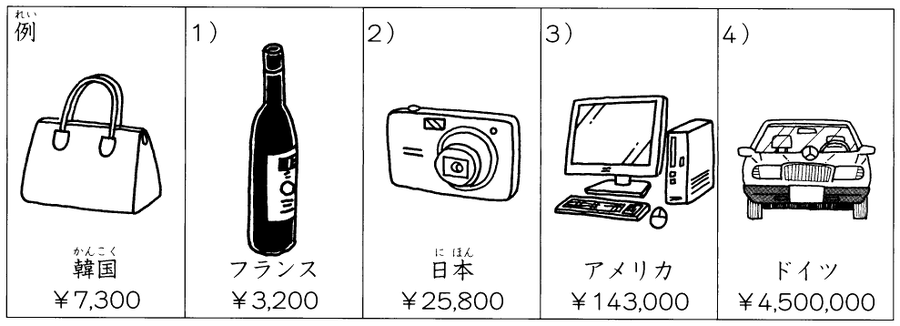 れい
例
かんこく
韓国
￥7,300
1)
フランス
￥3,200
2)
にほん
日本
￥25,800
3)
アメリカ
￥143,000
4)
ドイツ
￥4,500,000